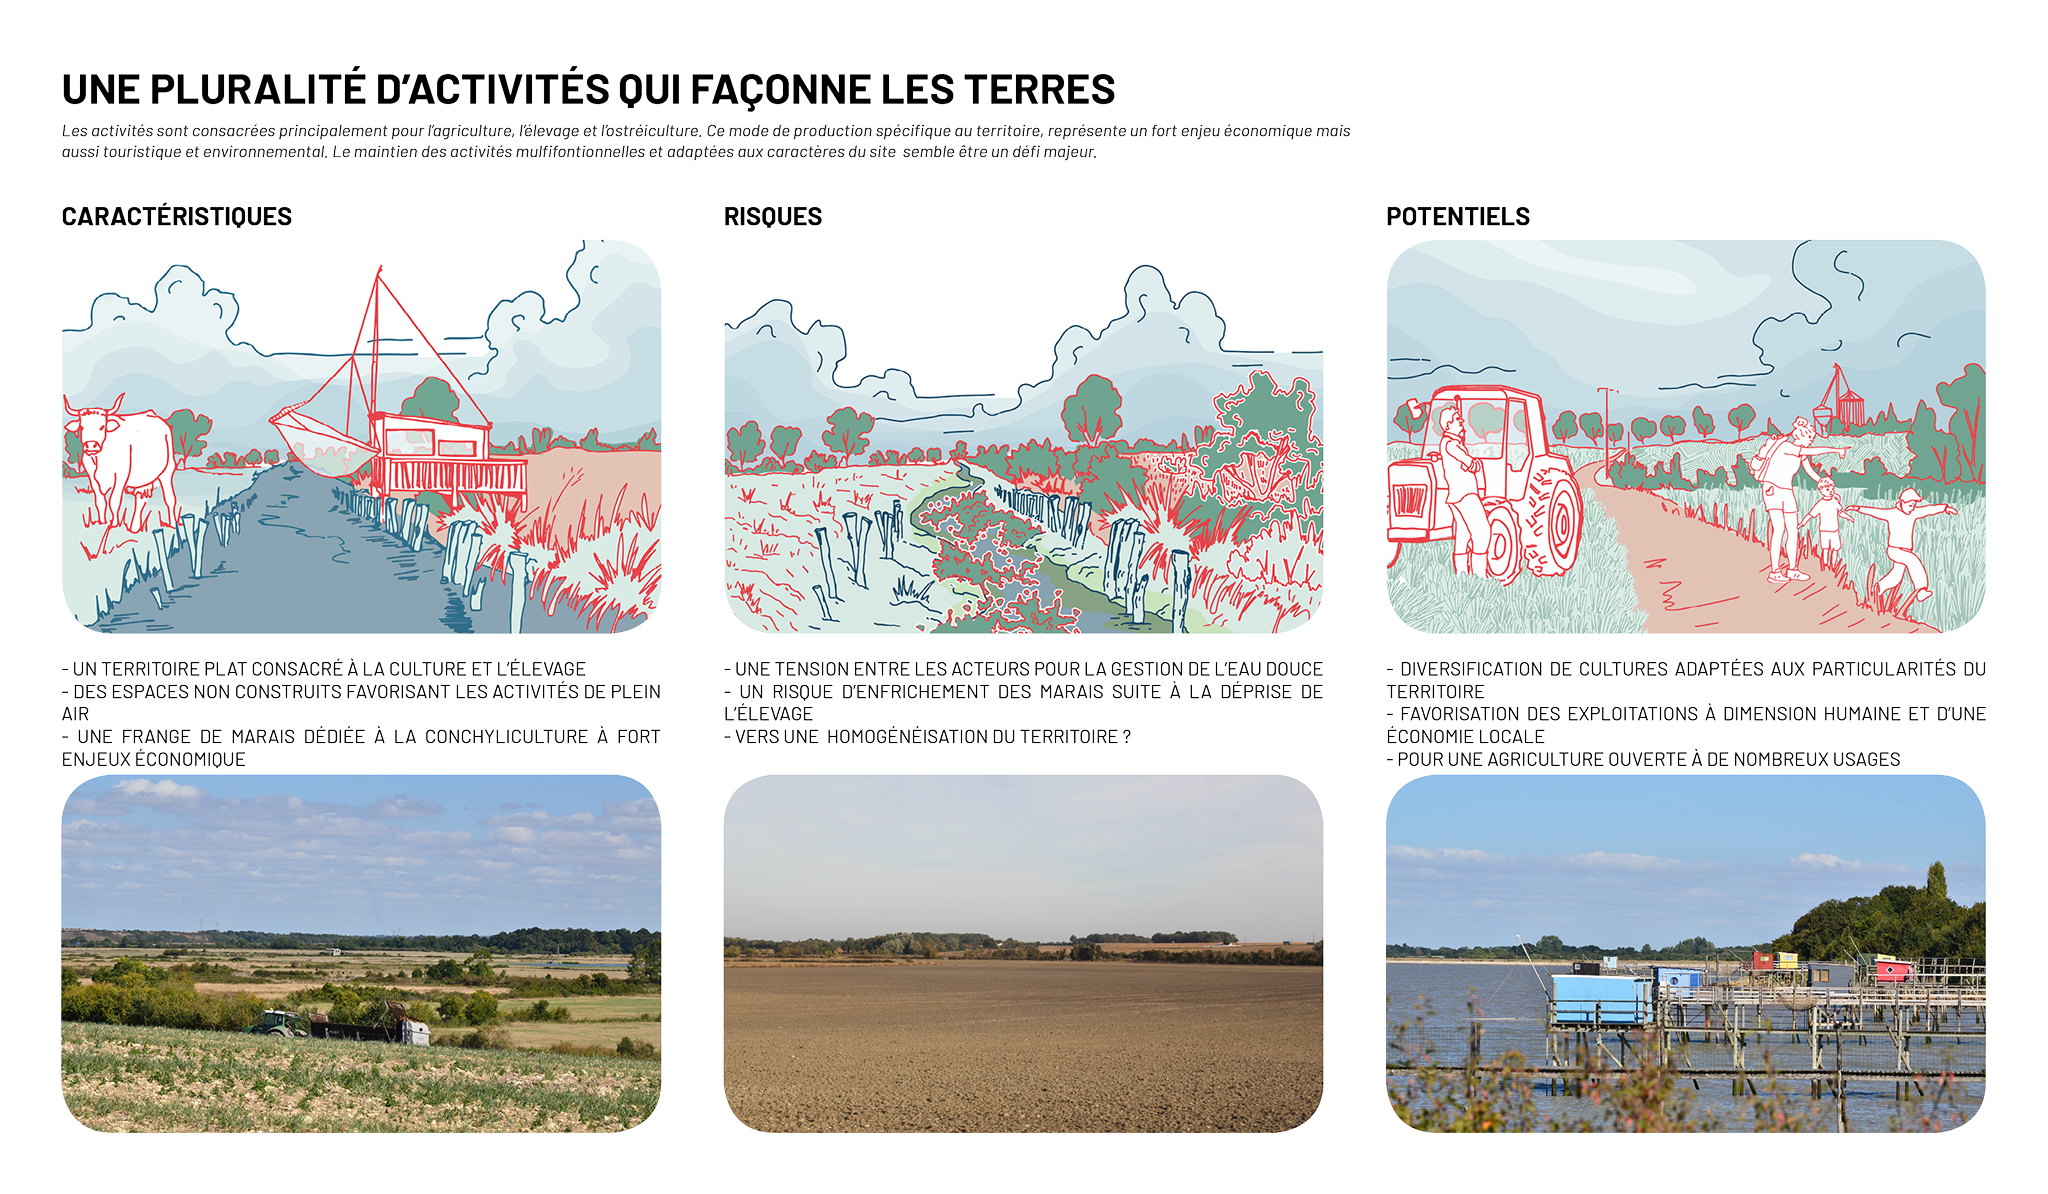 UNE PLURALITÉ D'ACTIVITÉS QUI FAÇONNE LES TERRES
Les activités sont consacrées principalement pour l'agriculture, l'élevage et l'ostréiculture. Ce mode de production spécifique au territoire, représente un fort enjeu économique mais
aussi touristique et environnemental. Le maintien des activités mulfifontionnelles et adaptées aux caractères du site  semble être un défi majeur.
CARACTÉRISTIQUES
- UN TERRITOIRE PLAT CONSACRÉ À LA CULTURE ET L'ÉLEVAGE
- DES ESPACES NON CONSTRUITS FAVORISANT LES ACTIVITÉS DE PLEIN
AIR
- UNE FRANGE DE MARAIS DÉDIÉE À LA CONCHYLICULTURE À FORT
ENJEUX ÉCONOMIQUE
RISQUES
- UNE TENSION ENTRE LES ACTEURS POUR LA GESTION DE L'EAU DOUCE
- UN RISQUE D'ENFRICHEMENT DES MARAIS SUITE À LA DÉPRISE DE
L'ÉLEVAGE
- VERS UNE  HOMOGÉNÉISATION DU TERRITOIRE ?
POTENTIELS
- DIVERSIFICATION DE CULTURES ADAPTÉES AUX PARTICULARITÉS DU
TERRITOIRE
- FAVORISATION DES EXPLOITATIONS À DIMENSION HUMAINE ET D'UNE
ÉCONOMIE LOCALE
- POUR UNE AGRICULTURE OUVERTE À DE NOMBREUX USAGES